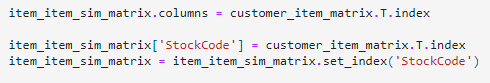 item_item_sim_matrix.columns = customer_item_matrix.T.index
item_item_sim_matrix['StockCode'] = customer_item_matrix.T.index
item_item_sim_matrix = item_item_sim_matrix.set_index('StockCode')